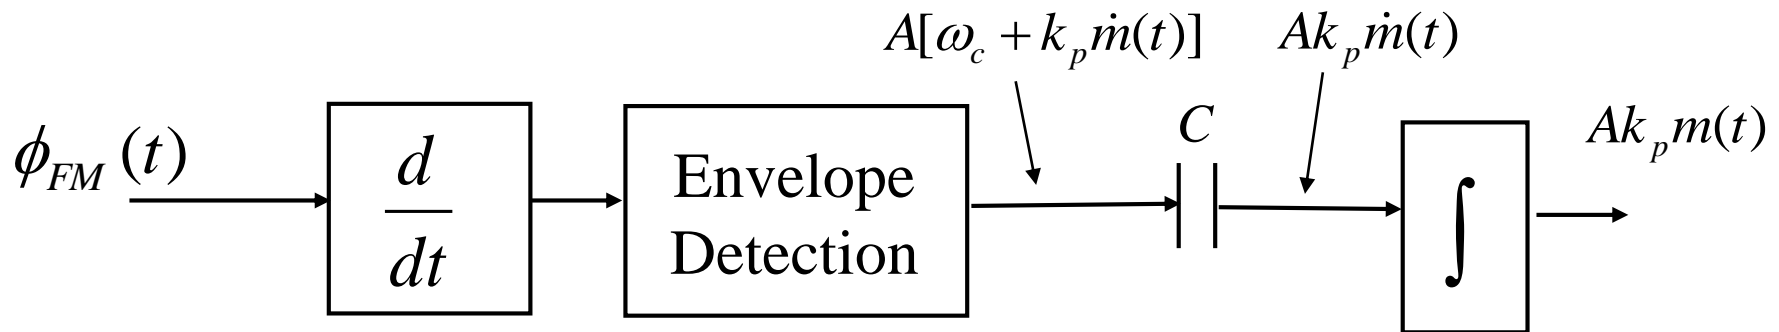 A[ω_c + k_p ṁ(t)]
Ak_p ṁ(t)
C
Ak_p m(t)
ϕ_FM (t)
d
dt
Envelope
Detection
∫